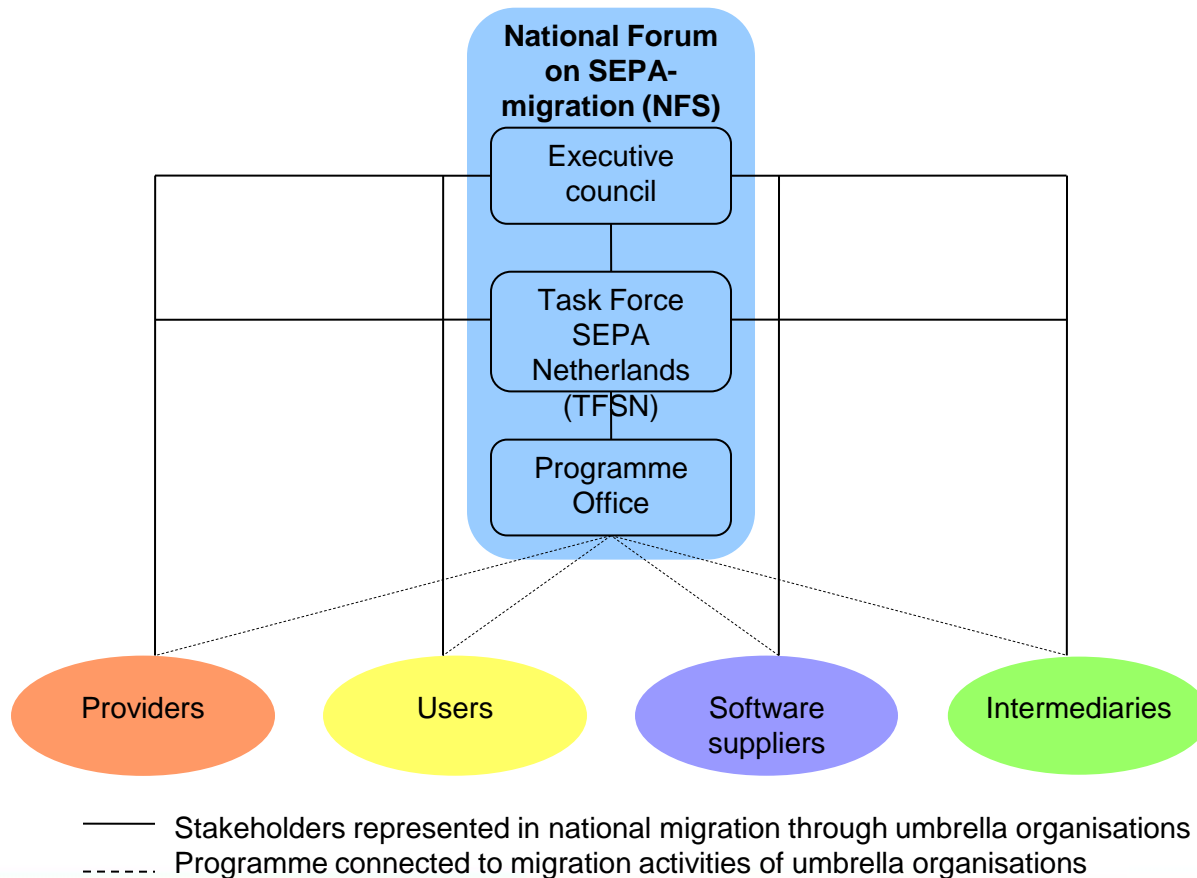 National Forum
on SEPA-
migration (NFS)
Executive
council
Task Force
SEPA
Netherlands
(TFSN)
Programme
Office
Providers
Users
Software
suppliers
Intermediaries
Stakeholders represented in national migration through umbrella organisations
Programme connected to migration activities of umbrella organisations